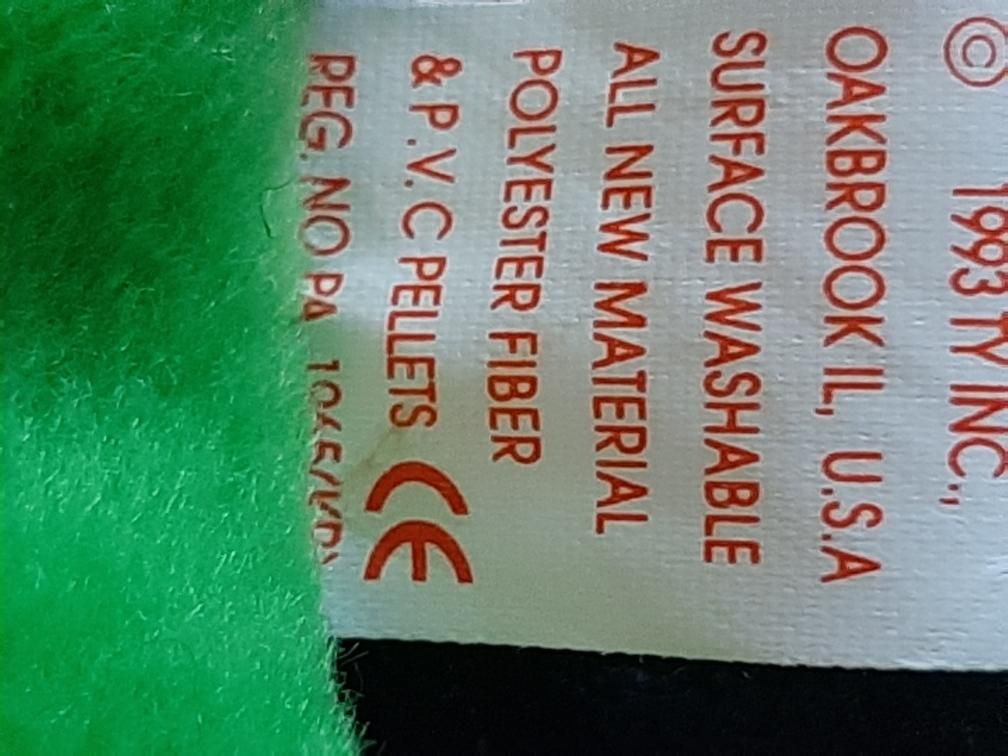 © 1993 TY INC.,
OAKBROOK IL, U.S.A
SURFACE WASHABLE
ALL NEW MATERIAL
POLYESTER FIBER
& P.V.C PELLETS CE
REG. NO PA